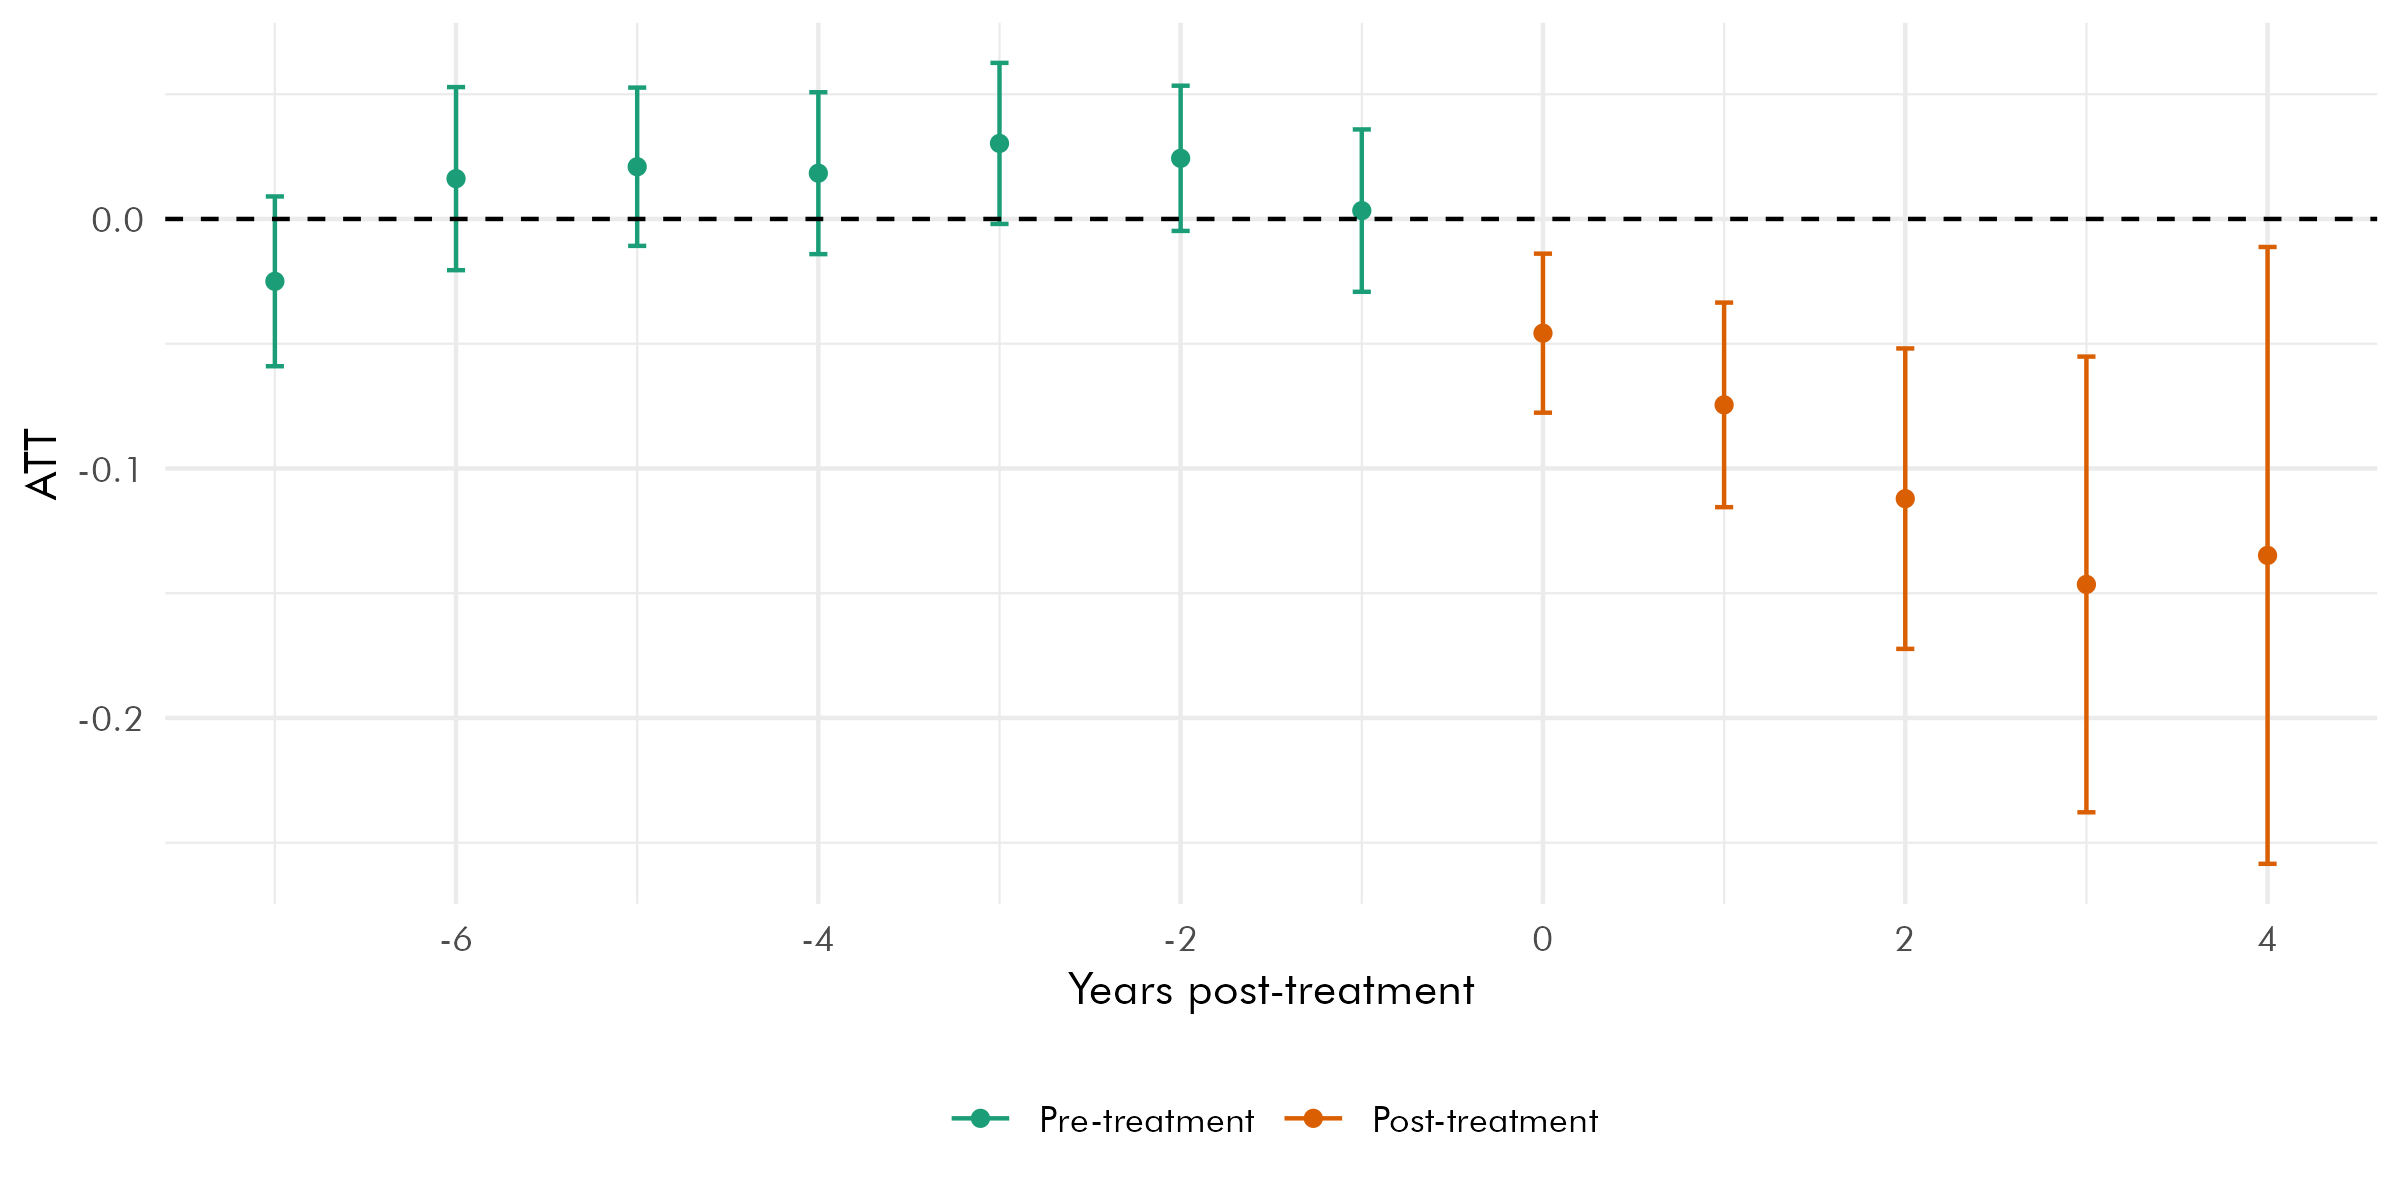 ATT
0.0
-0.1
-0.2
-6 -4 -2 0 2 4
Years post-treatment
Pre-treatment Post-treatment